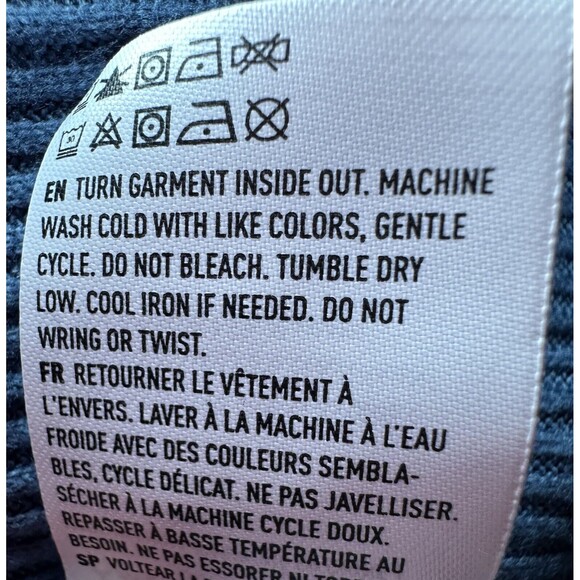 EN TURN GARMENT INSIDE OUT. MACHINE
WASH COLD WITH LIKE COLORS, GENTLE
CYCLE. DO NOT BLEACH. TUMBLE DRY
LOW. COOL IRON IF NEEDED. DO NOT
WRING OR TWIST.
FR RETOURNER LE VÊTEMENT À
L'ENVERS. LAVER À LA MACHINE À L'EAU
FROIDE AVEC DES COULEURS SEMBLA-
BLES, CYCLE DÉLICAT. NE PAS JAVELLISER.
SÉCHER À LA MACHINE CYCLE DOUX.
REPASSER À BASSE TEMPÉRATURE AU
BESOIN. NE PAS ESSORER NI
SP VOLTEAR